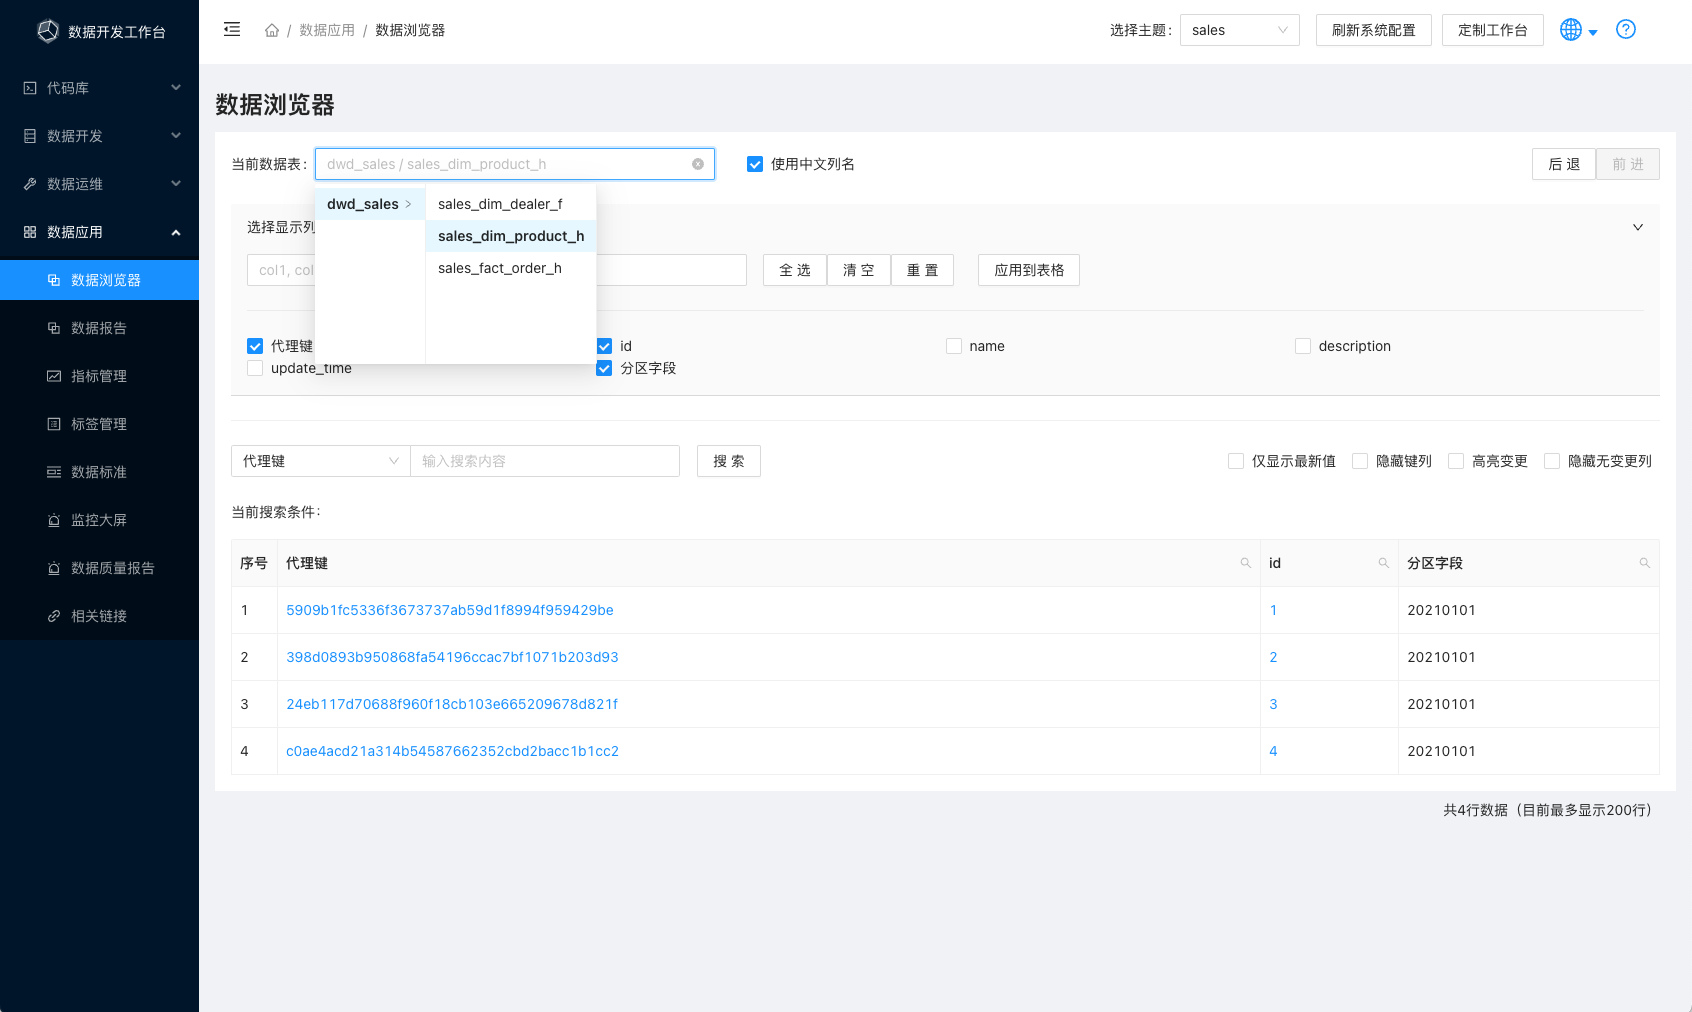 数据开发工作台
代码库
数据开发
数据运维
数据应用
数据浏览器
数据报告
指标管理
标签管理
数据标准
监控大屏
数据质量报告
相关链接
/ 数据应用 / 数据浏览器
选择主题: sales 刷新系统配置 定制工作台
数据浏览器
当前数据表: dwd_sales / sales_dim_product_h 使用中文列名 后 退 前 进
dwd_sales > sales_dim_dealer_f
sales_dim_product_h
sales_fact_order_h
选择显示列
col1, col 全 选 清 空 重 置 应用到表格
代理键 id name description
update_time 分区字段
代理键 输入搜索内容 搜 索 仅显示最新值 隐藏键列 高亮变更 隐藏无变更列
当前搜索条件:
序号 代理键 id 分区字段
1 5909b1fc5336f3673737ab59d1f8994f959429be 1 20210101
2 398d0893b950868fa54196ccac7bf1071b203d93 2 20210101
3 24eb117d70688f960f18cb103e665209678d821f 3 20210101
4 c0ae4acd21a314b54587662352cbd2bacc1b1cc2 4 20210101
共4行数据（目前最多显示200行）